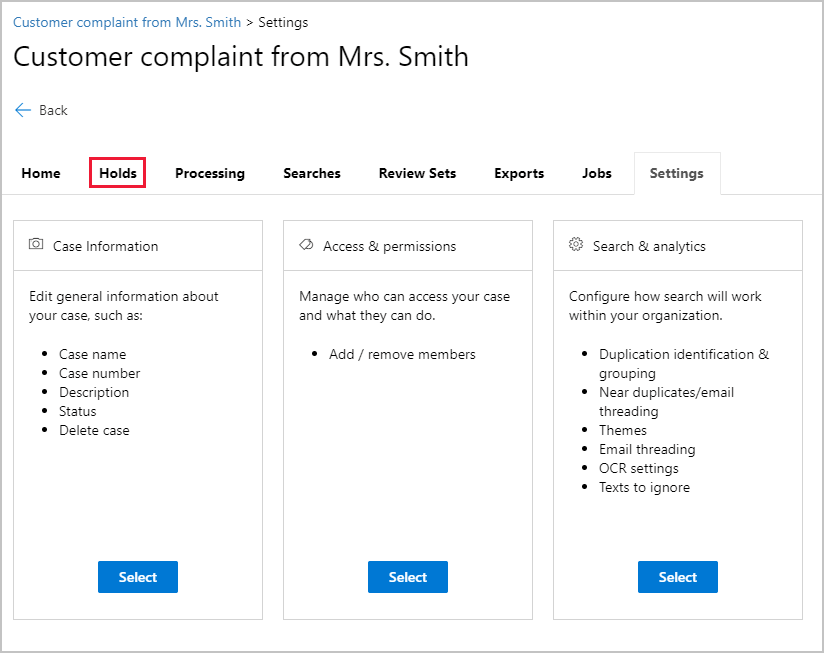 Customer complaint from Mrs. Smith > Settings
Customer complaint from Mrs. Smith
Back
Home Holds Processing Searches Review Sets Exports Jobs Settings
Case Information
Edit general information about
your case, such as:
Case name
Case number
Description
Status
Delete case
Select
Access & permissions
Manage who can access your case
and what they can do.
Add / remove members
Select
Search & analytics
Configure how search will work
within your organization.
Duplication identification &
grouping
Near duplicates/email
threading
Themes
Email threading
OCR settings
Texts to ignore
Select